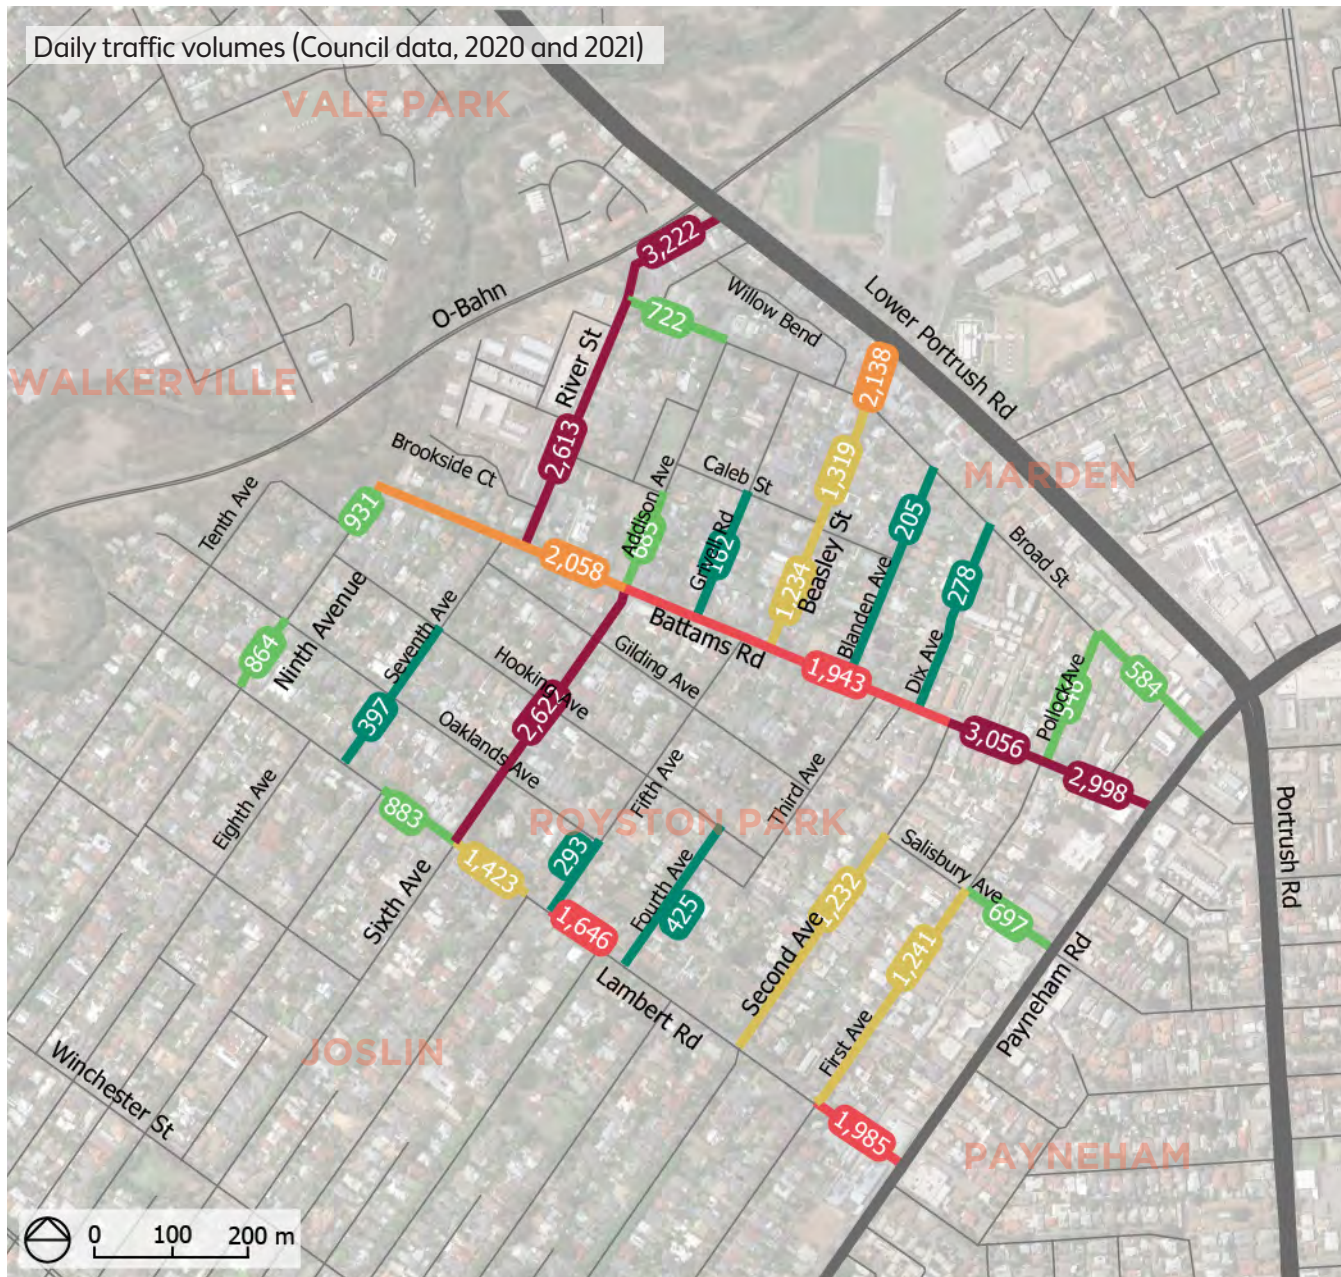 Daily traffic volumes (Council data, 2020 and 2021)
VALE PARK
3,222
Lower Portrush Rd
Willow Bend
O-Bahn
722
River St
2,138
WALKERVILLE
2,613
1,319
Brookside Ct
Caleb St
MARDEN
Addison Ave
Tenth Ave
931
205
Broad St
162
2,058
Beasley St
1,234
278
Blanden Ave
Battams Rd
Ninth Avenue
864
Seventh Ave
Gilding Ave
Hooking Ave
1,943
Dix Ave
Pollock Ave
584
397
Oaklands Ave
3,056
2,998
Fifth Ave
Third Ave
Eighth Ave
883
ROYSTON PARK
Portrush Rd
1,423
293
Salisbury Ave
Sixth Ave
Fourth Ave
425
1,232
697
1,646
Second Ave
1,241
Lambert Rd
Payneham Rd
First Ave
JOSLIN
Winchester St
1,985
PAYNEHAM
0 100 200 m